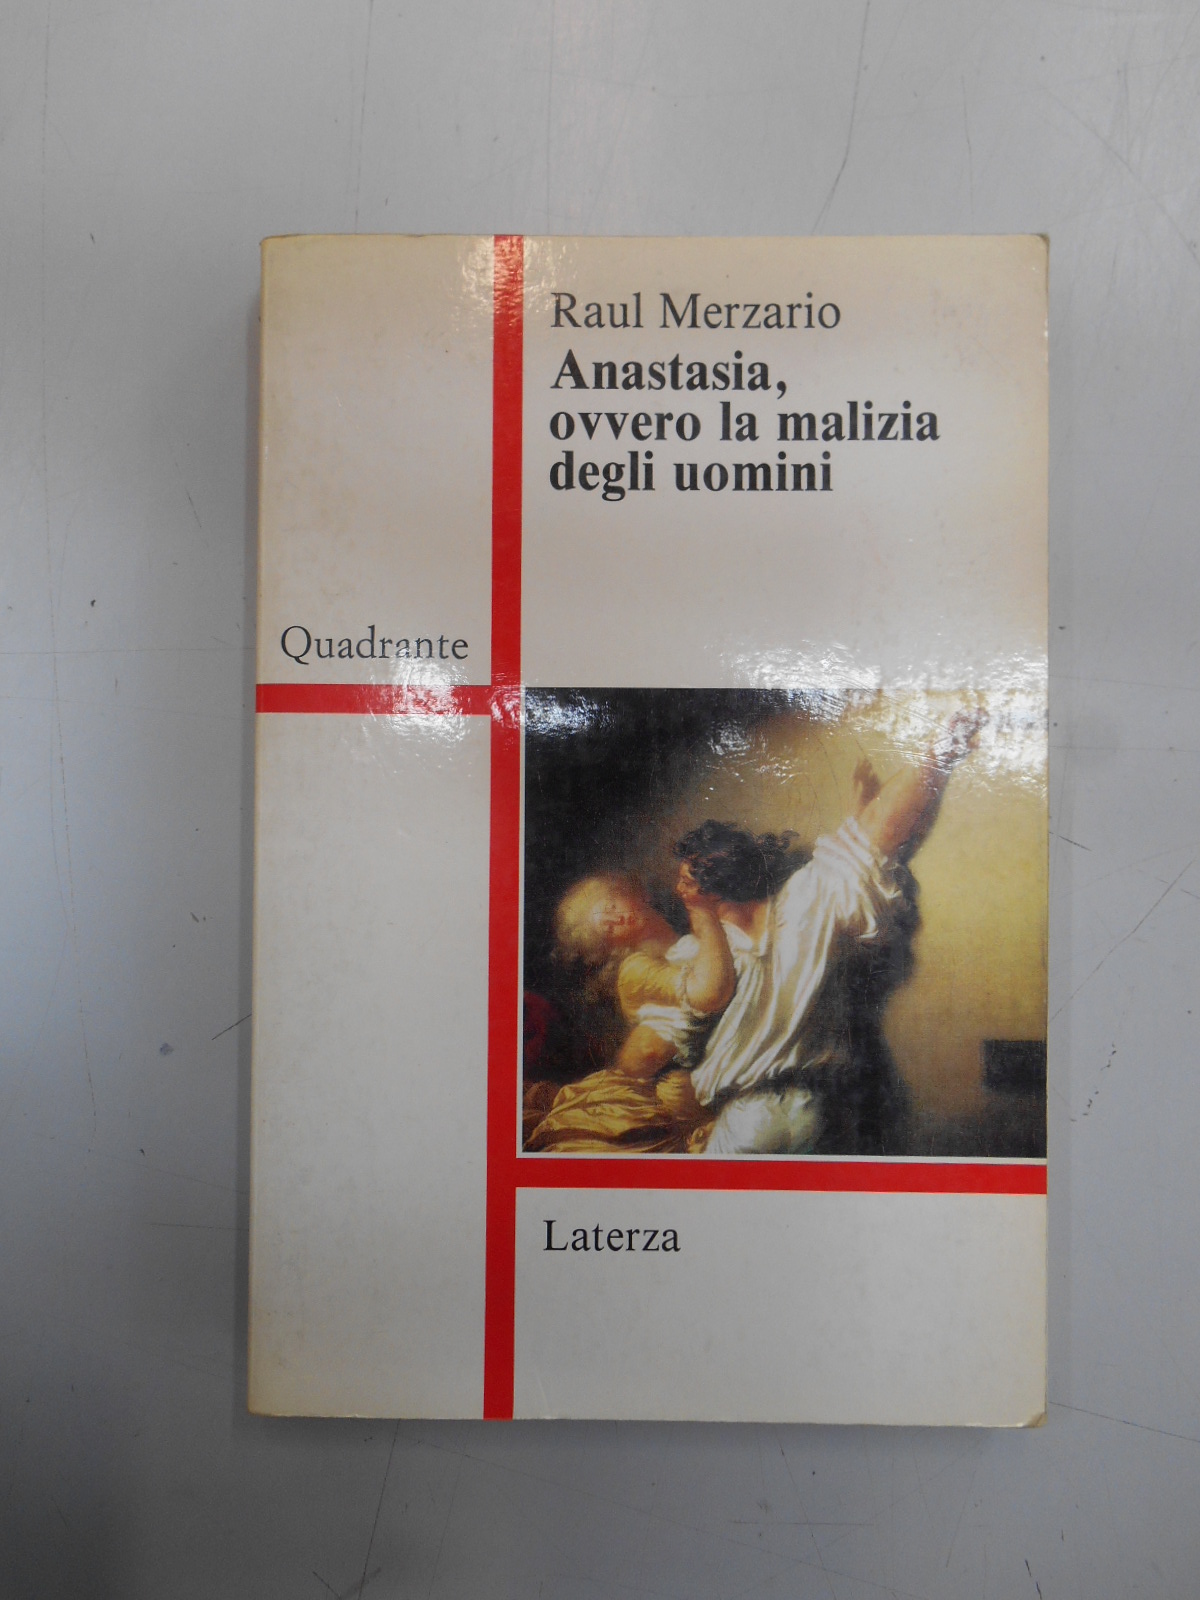 Raul Merzario
Anastasia,
ovvero la malizia
degli uomini
Quadrante
Laterza